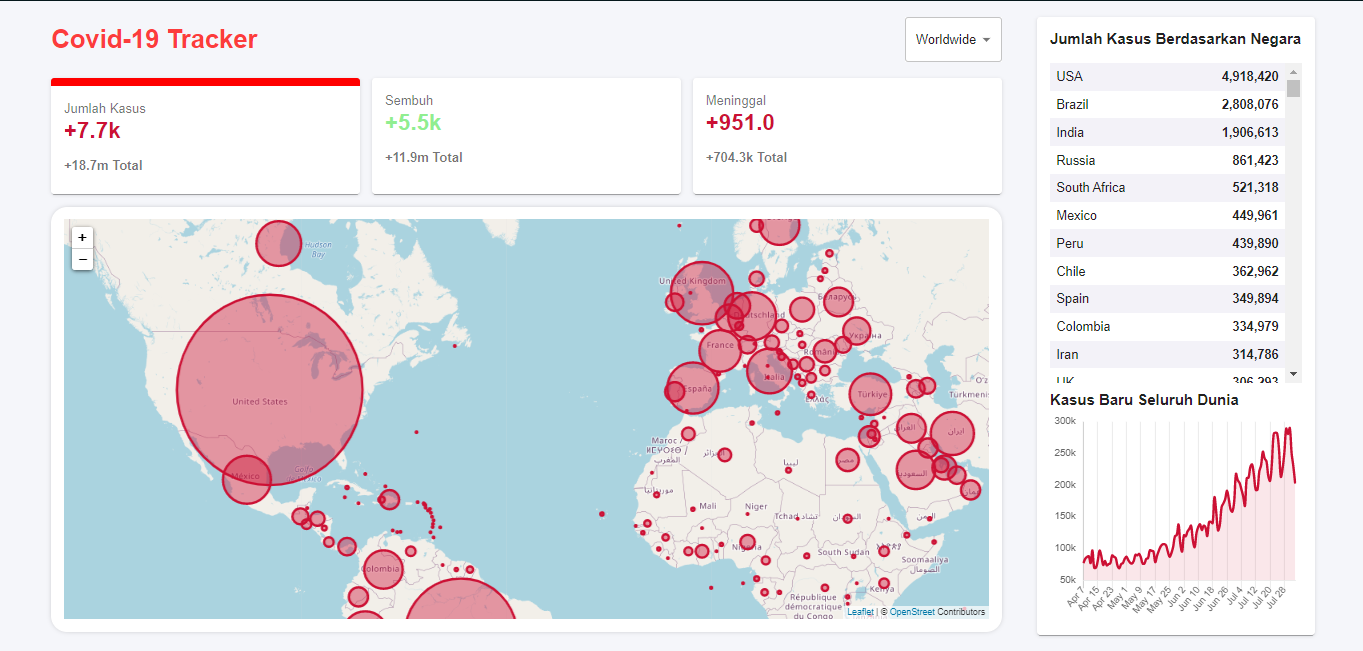 Covid-19 Tracker
Worldwide
Jumlah Kasus
+7.7k
+18.7m Total
Sembuh
+5.5k
+11.9m Total
Meninggal
+951.0
+704.3k Total
+
−
Hudson
Bay
United States
México
Colombia
United Kingdom
France
España
Italia
România
Беларусь
Україна
Türkiye
Ελλάς
Maroc /
المغرب
الجزائر
ليبيا
مصر
موريتانيا
Mali
Niger
Tchad تشاد
السودان
اليمن
Nigeria
South Sudan
Soomaaliya
الصومال
Kenya
République
démocratique
du Congo
العراق
ایران
السعودية
عمان
Leaflet | © OpenStreet Contributors
Jumlah Kasus Berdasarkan Negara
USA 4,918,420
Brazil 2,808,076
India 1,906,613
Russia 861,423
South Africa 521,318
Mexico 449,961
Peru 439,890
Chile 362,962
Spain 349,894
Colombia 334,979
Iran 314,786
UK 306,293
Kasus Baru Seluruh Dunia
300k
250k
200k
150k
100k
50k
Apr 7
Apr 15
Apr 23
May 1
May 9
May 17
May 25
Jun 2
Jun 10
Jun 18
Jun 26
Jul 4
Jul 12
Jul 20
Jul 28